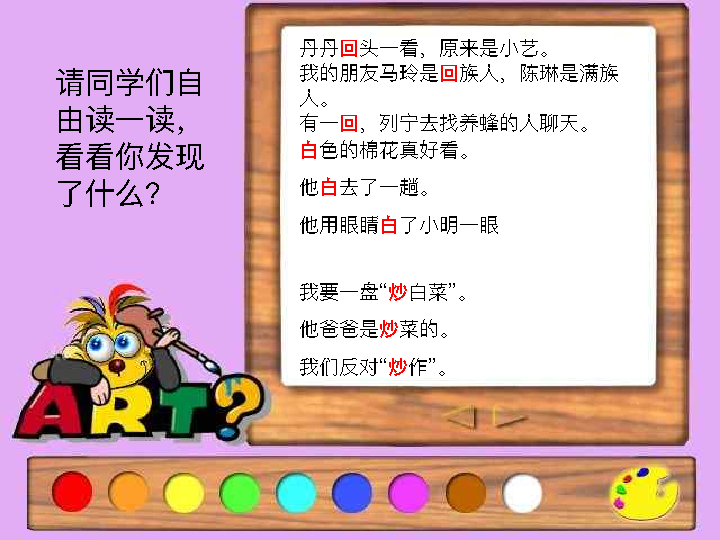 请同学们自
由读一读，
看看你发现
了什么？
丹丹回头一看，原来是小艺。
我的朋友马玲是回族人，陈琳是满族
人。
有一回，列宁去找养蜂的人聊天。
白色的棉花真好看。
他白去了一趟。
他用眼睛白了小明一眼
我要一盘“炒白菜”。
他爸爸是炒菜的。
我们反对“炒作”。
ART?